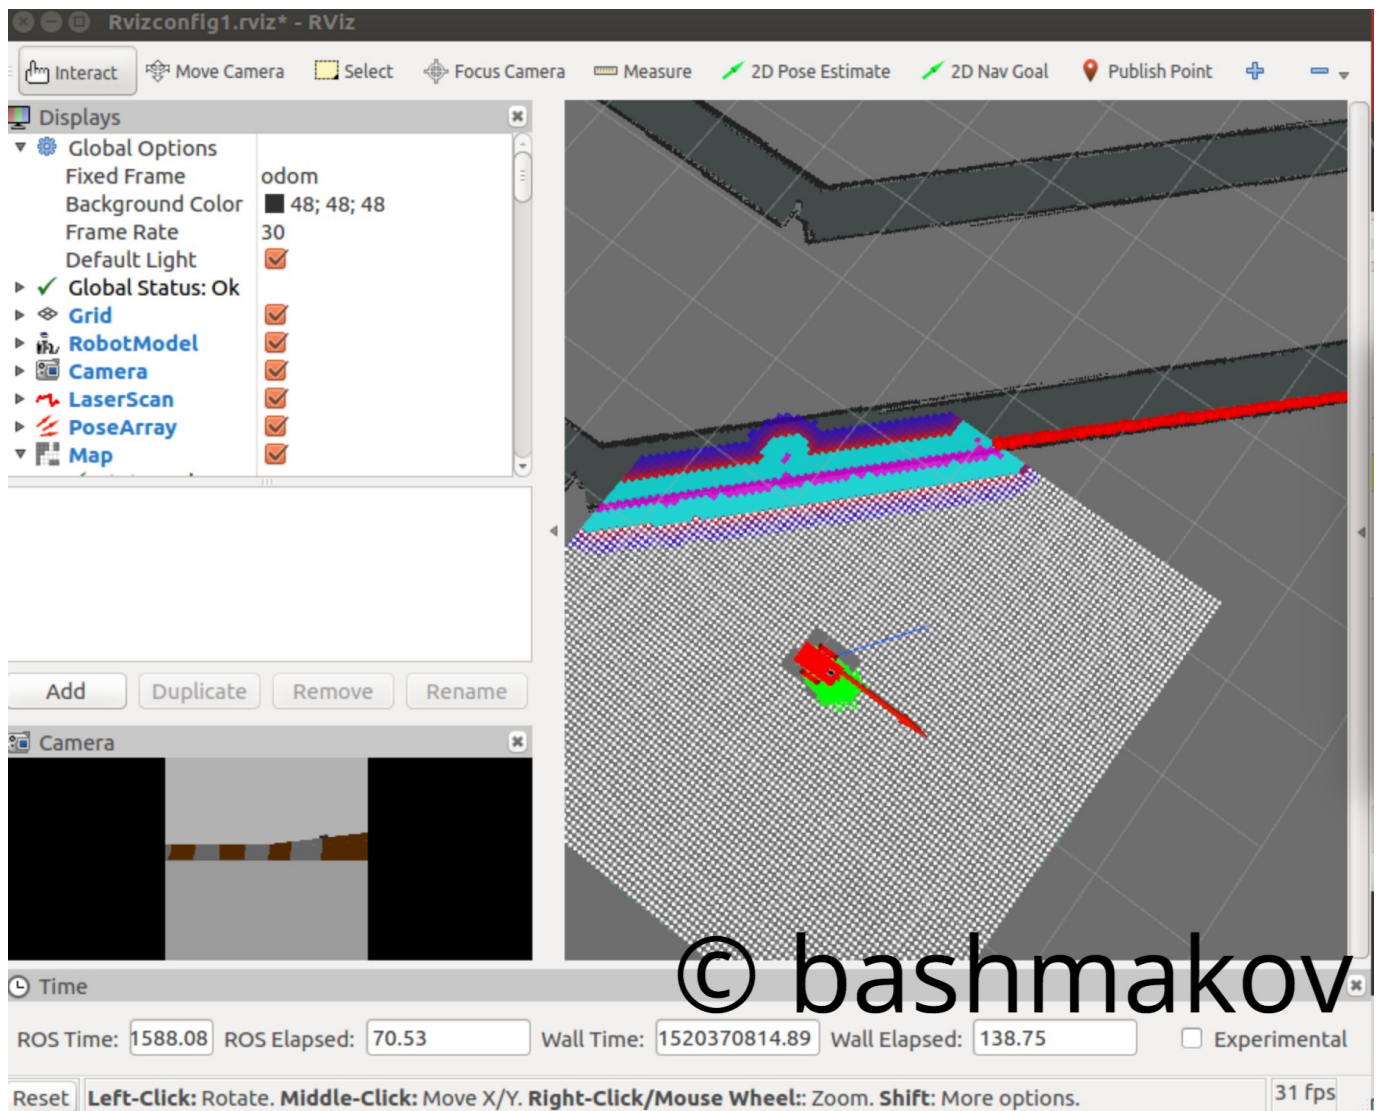 Rvizconfig1.rviz* - RViz
Interact Move Camera Select Focus Camera Measure 2D Pose Estimate 2D Nav Goal Publish Point
Displays
Global Options
Fixed Frame odom
Background Color 48; 48; 48
Frame Rate 30
Default Light
Global Status: Ok
Grid
RobotModel
Camera
LaserScan
PoseArray
Map
Add Duplicate Remove Rename
Camera
© bashmakov
Time
ROS Time: 1588.08 ROS Elapsed: 70.53 Wall Time: 1520370814.89 Wall Elapsed: 138.75 Experimental
Reset Left-Click: Rotate. Middle-Click: Move X/Y. Right-Click/Mouse Wheel:: Zoom. Shift: More options. 31 fps